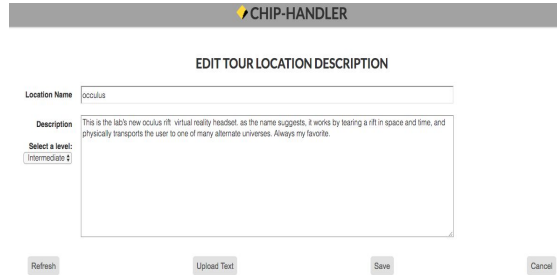 CHIP-HANDLER
EDIT TOUR LOCATION DESCRIPTION
Location Name
occulus
Description
This is the lab's new oculus rift virtual reality headset. as the name suggests, it works by tearing a rift in space and time, and
physically transports the user to one of many alternate universes. Always my favorite.
Select a level:
Intermediate
Refresh
Upload Text
Save
Cancel